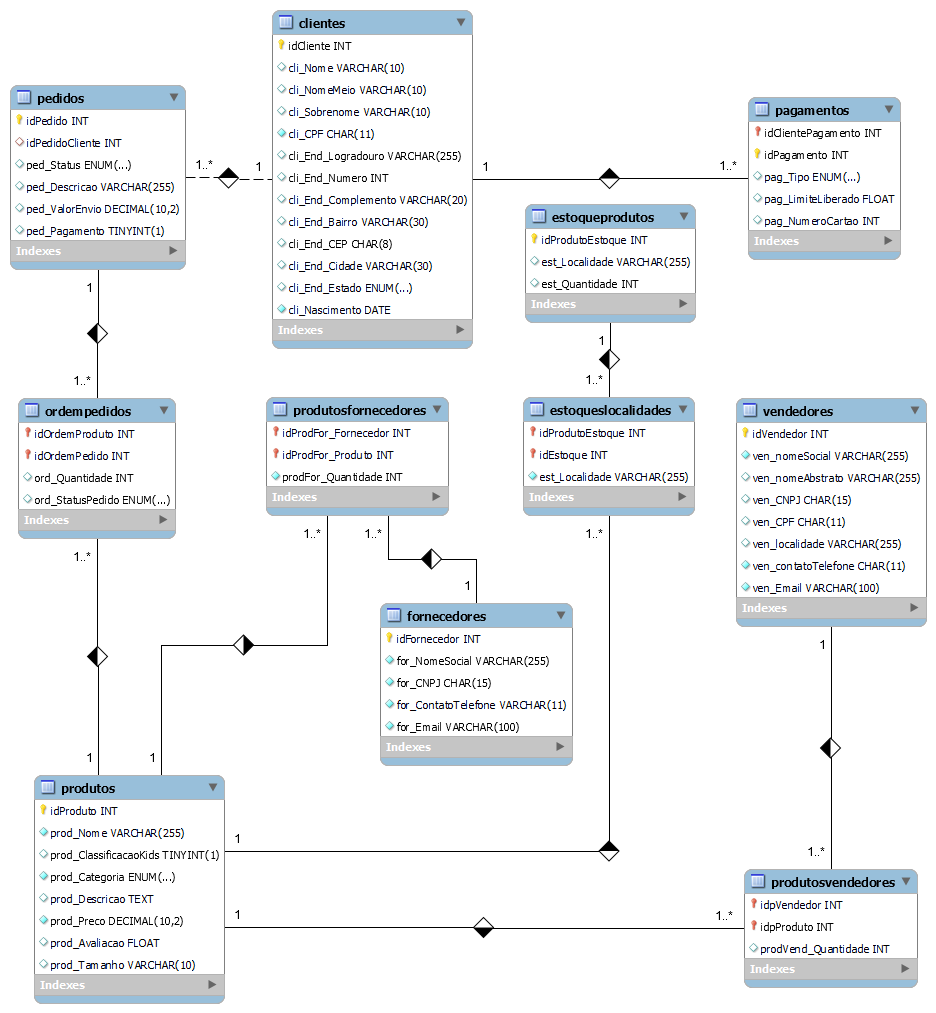 clientes
idCliente INT
cli_Nome VARCHAR(10)
cli_NomeMeio VARCHAR(10)
cli_Sobrenome VARCHAR(10)
cli_CPF CHAR(11)
cli_End_Logradouro VARCHAR(255)
cli_End_Numero INT
cli_End_Complemento VARCHAR(20)
cli_End_Bairro VARCHAR(30)
cli_End_CEP CHAR(8)
cli_End_Cidade VARCHAR(30)
cli_End_Estado ENUM(...)
cli_Nascimento DATE
Indexes
pedidos
idPedido INT
idPedidoCliente INT
ped_Status ENUM(...)
ped_Descricao VARCHAR(255)
ped_ValorEnvio DECIMAL(10,2)
ped_Pagamento TINYINT(1)
Indexes
1..*
1
1
1..*
pagamentos
idClientePagamento INT
idPagamento INT
pag_Tipo ENUM(...)
pag_LimiteLiberado FLOAT
pag_NumeroCartao INT
Indexes
estoqueprodutos
idProdutoEstoque INT
est_Localidade VARCHAR(255)
est_Quantidade INT
Indexes
1
1..*
1
1..*
ordempedidos
idOrdemProduto INT
idOrdemPedido INT
ord_Quantidade INT
ord_StatusPedido ENUM(...)
Indexes
1..*
1
produtosfornecedores
idProdFor_Fornecedor INT
idProdFor_Produto INT
prodFor_Quantidade INT
Indexes
1..*
1..*
1
1
estoqueslocalidades
idProdutoEstoque INT
idEstoque INT
est_Localidade VARCHAR(255)
Indexes
1..*
vendedores
idVendedor INT
ven_nomeSocial VARCHAR(255)
ven_nomeAbstrato VARCHAR(255)
ven_CNPJ CHAR(15)
ven_CPF CHAR(11)
ven_localidade VARCHAR(255)
ven_contatoTelefone CHAR(11)
ven_Email VARCHAR(100)
Indexes
1
1..*
fornecedores
idFornecedor INT
for_NomeSocial VARCHAR(255)
for_CNPJ CHAR(15)
for_ContatoTelefone VARCHAR(11)
for_Email VARCHAR(100)
Indexes
produtos
idProduto INT
prod_Nome VARCHAR(255)
prod_ClassificacaoKids TINYINT(1)
prod_Categoria ENUM(...)
prod_Descricao TEXT
prod_Preco DECIMAL(10,2)
prod_Avaliacao FLOAT
prod_Tamanho VARCHAR(10)
Indexes
1
1
1..*
produtosvendedores
idpVendedor INT
idpProduto INT
prodVend_Quantidade INT
Indexes